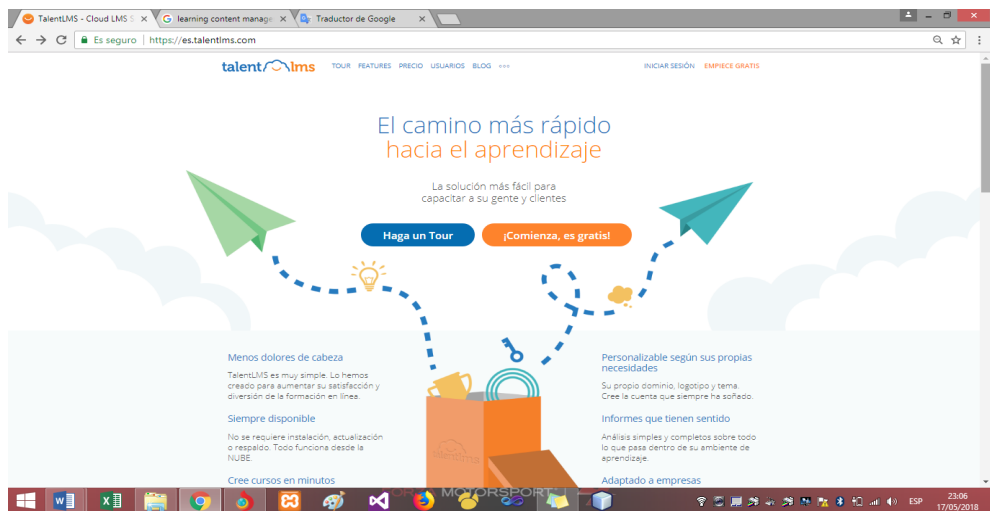 TalentLMS - Cloud LMS S
learning content manage
Traductor de Google
Es seguro
https://es.talentlms.com
talent lms
TOUR FEATURES PRECIO USUARIOS BLOG
INICIAR SESIÓN EMPIECE GRATIS
El camino más rápido
hacia el aprendizaje
La solución más fácil para
capacitar a su gente y clientes
Haga un Tour
¡Comienza, es gratis!
Menos dolores de cabeza
TalentLMS es muy simple. Lo hemos
creado para aumentar su satisfacción y
diversión de la formación en línea.
Siempre disponible
No se requiere instalación, actualización
o respaldo. Todo funciona desde la
NUBE.
Cree cursos en minutos
talentlms
Personalizable según sus propias
necesidades
Su propio dominio, logotipo y tema.
Cree la cuenta que siempre ha soñado.
Informes que tienen sentido
Análisis simples y completos sobre todo
lo que pasa dentro de su ambiente de
aprendizaje.
Adaptado a empresas
MOTORSPORT
ESP
23:06
17/05/2018